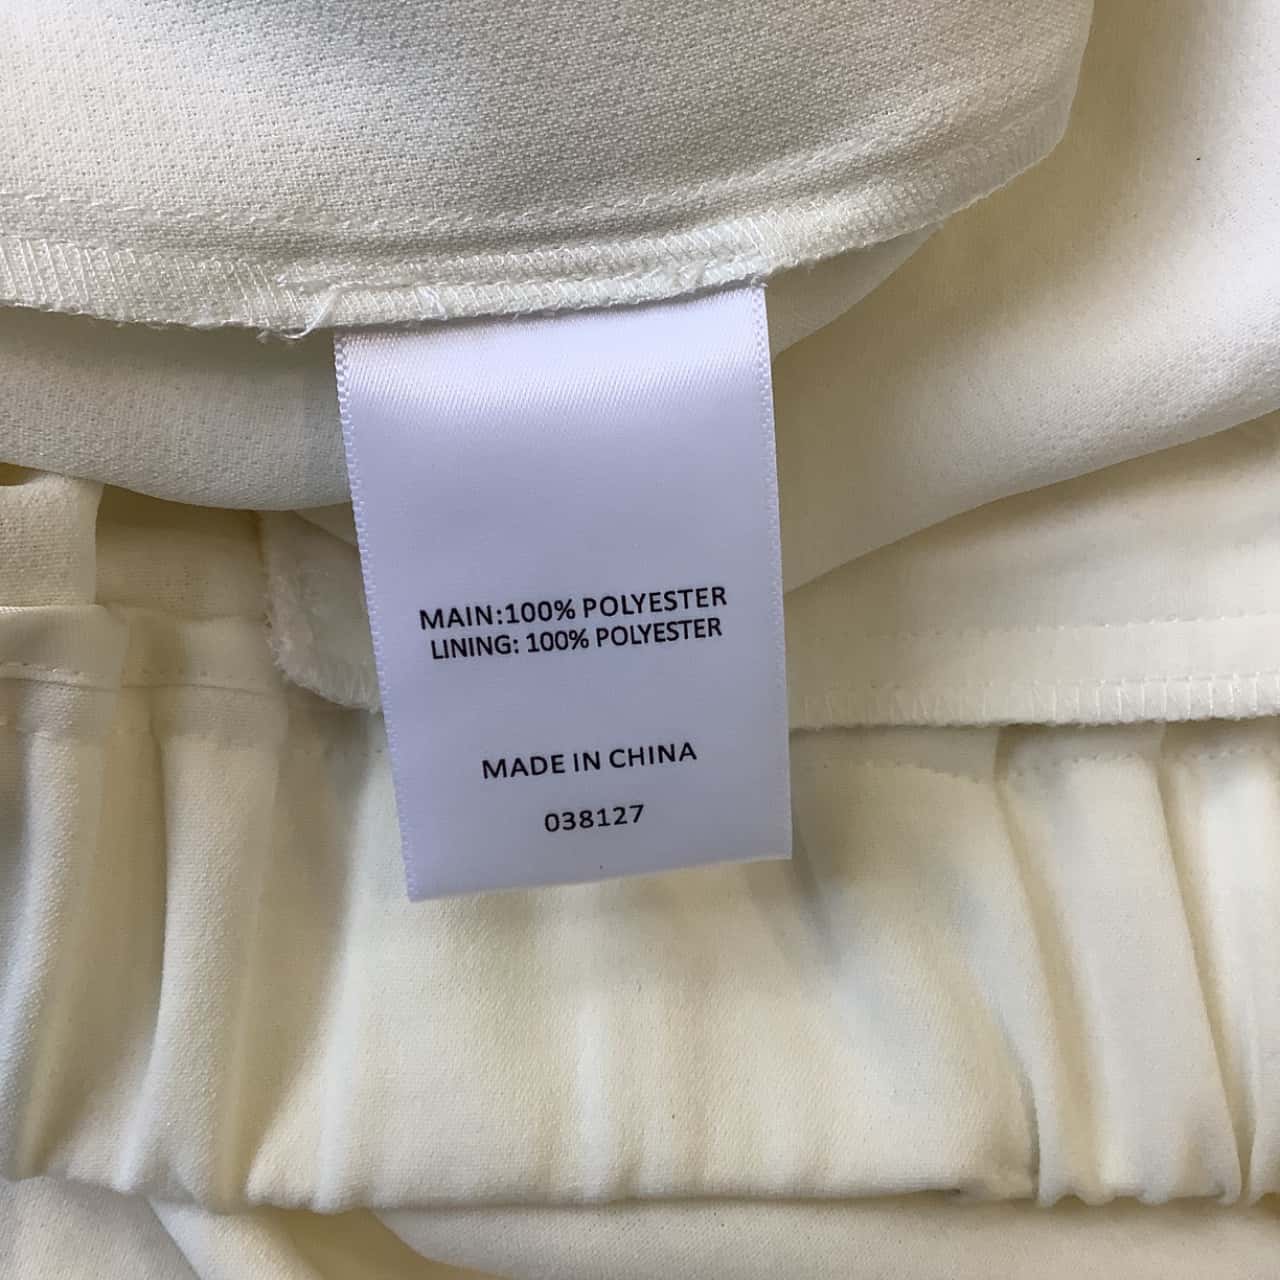 MAIN:100% POLYESTER
LINING: 100% POLYESTER
MADE IN CHINA
038127